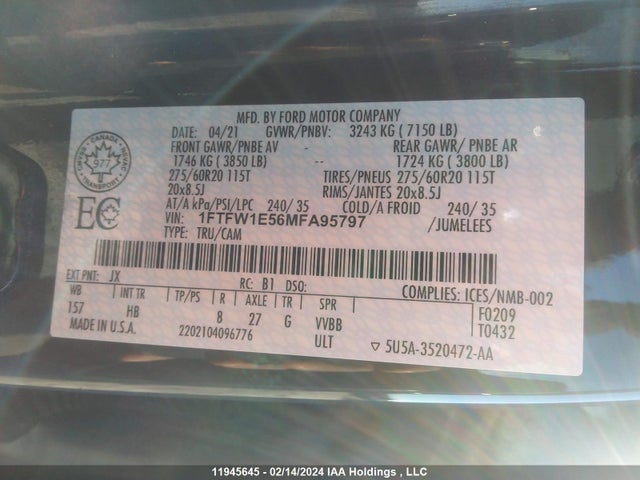 MFD. BY FORD MOTOR COMPANY
DATE: 04/21 GVWR/PNBV: 3243 KG ( 7150 LB)
FRONT GAWR/PNBE AV REAR GAWR/ PNBE AR
1746 KG ( 3850 LB) -- 1724 KG ( 3800 LB)
275/60R20 115T TIRES/PNEUS 275/60R20 115T
20x8.5J RIMS/JANTES 20x8.5J
AT/A kPa/PSI/LPC 240/ 35 COLD/A FROID 240/ 35
VIN: 1FTFW1E56MFA95797 /JUMELEES
TYPE: TRU/CAM
CANADA
977
TRANSPORT
EC
EXT PNT: JX RC: B1 DSO: COMPLIES: ICES/NMB-002
WB INT TR TP/PS R AXLE TR SPR F0209
157 HB 8 27 G VVBB T0432
MADE IN U.S.A. 2202104096776 ULT ▽ 5U5A-3520472-AA
11945645 - 02/14/2024 IAA Holdings , LLC